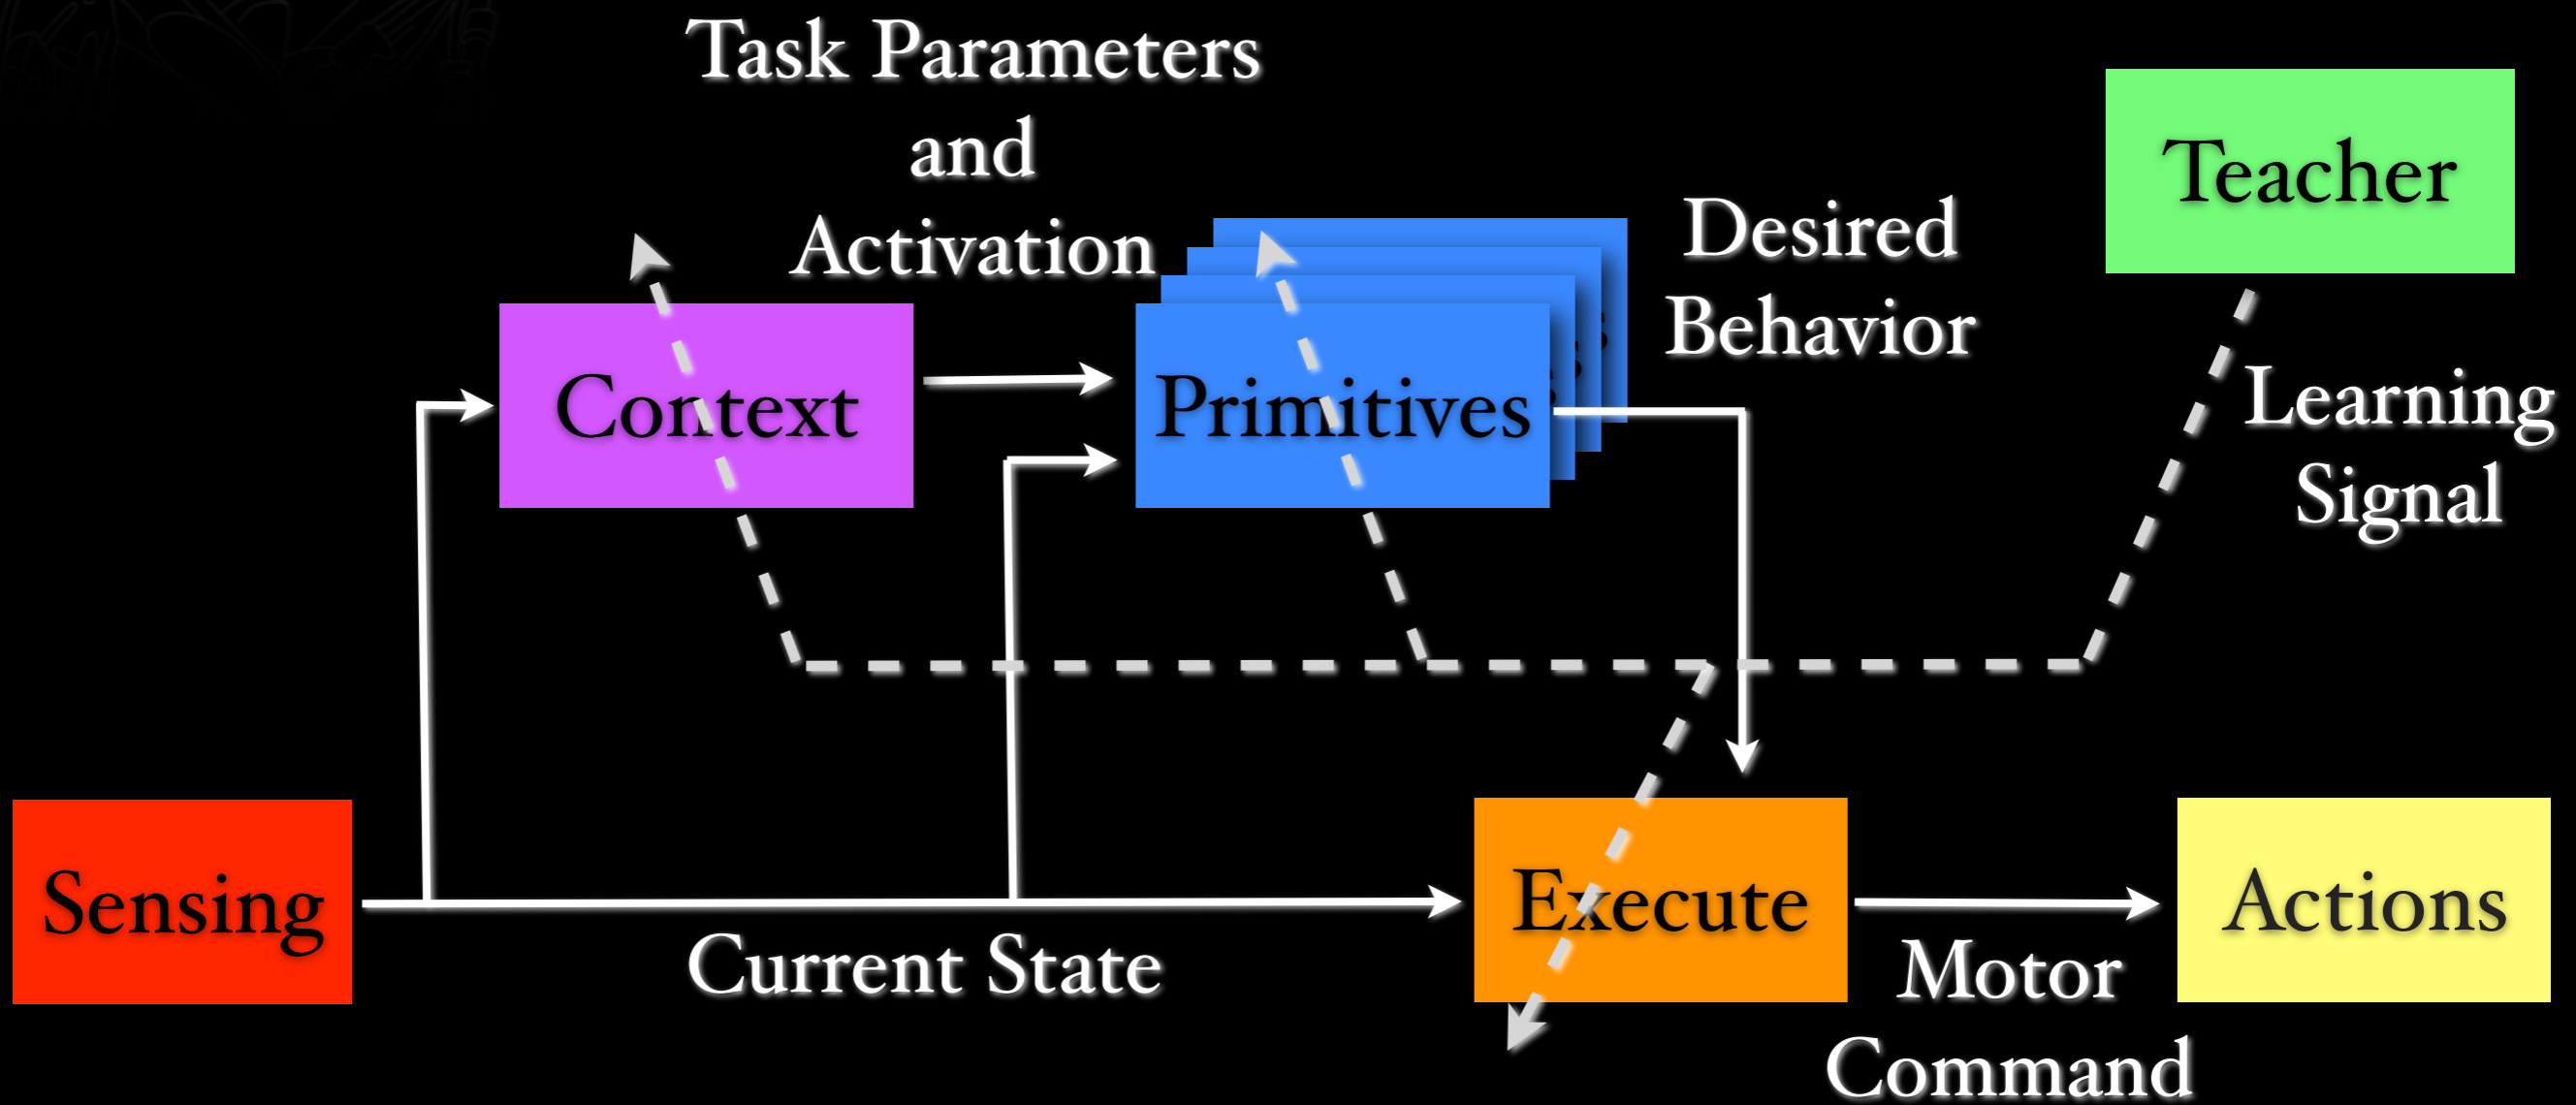 Task Parameters
and
Activation
Teacher
Desired
Behavior
Learning
Signal
Context
Primitives
Sensing
Current State
Execute
Motor
Command
Actions